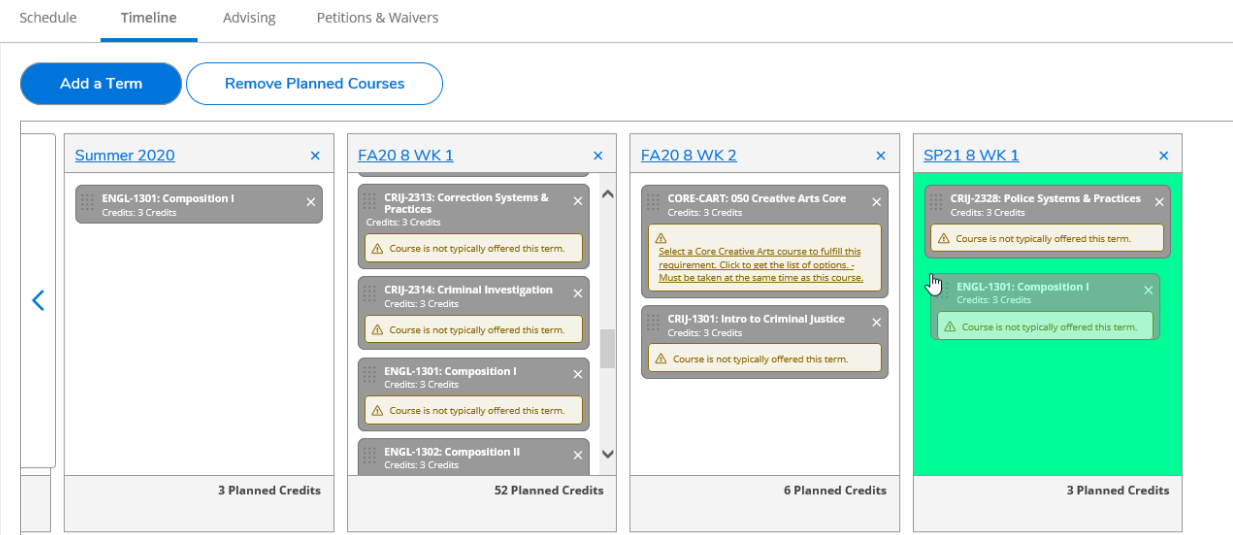 Schedule Timeline Advising Petitions & Waivers
Add a Term Remove Planned Courses
Summer 2020 ×
ENGL-1301: Composition I ×
Credits: 3 Credits
3 Planned Credits
FA20 8 WK 1 ×
CRIJ-2313: Correction Systems & ×
Practices
Credits: 3 Credits
Course is not typically offered this term.
CRIJ-2314: Criminal Investigation ×
Credits: 3 Credits
Course is not typically offered this term.
ENGL-1301: Composition I ×
Credits: 3 Credits
Course is not typically offered this term.
ENGL-1302: Composition II ×
Credits: 3 Credits
52 Planned Credits
FA20 8 WK 2 ×
CORE-CART: 050 Creative Arts Core ×
Credits: 3 Credits
Select a Core Creative Arts course to fulfill this
requirement. Click to get the list of options. -
Must be taken at the same time as this course.
CRIJ-1301: Intro to Criminal Justice ×
Credits: 3 Credits
Course is not typically offered this term.
6 Planned Credits
SP21 8 WK 1 ×
CRIJ-2328: Police Systems & Practices ×
Credits: 3 Credits
Course is not typically offered this term.
ENGL-1301: Composition I ×
Credits: 3 Credits
Course is not typically offered this term.
3 Planned Credits